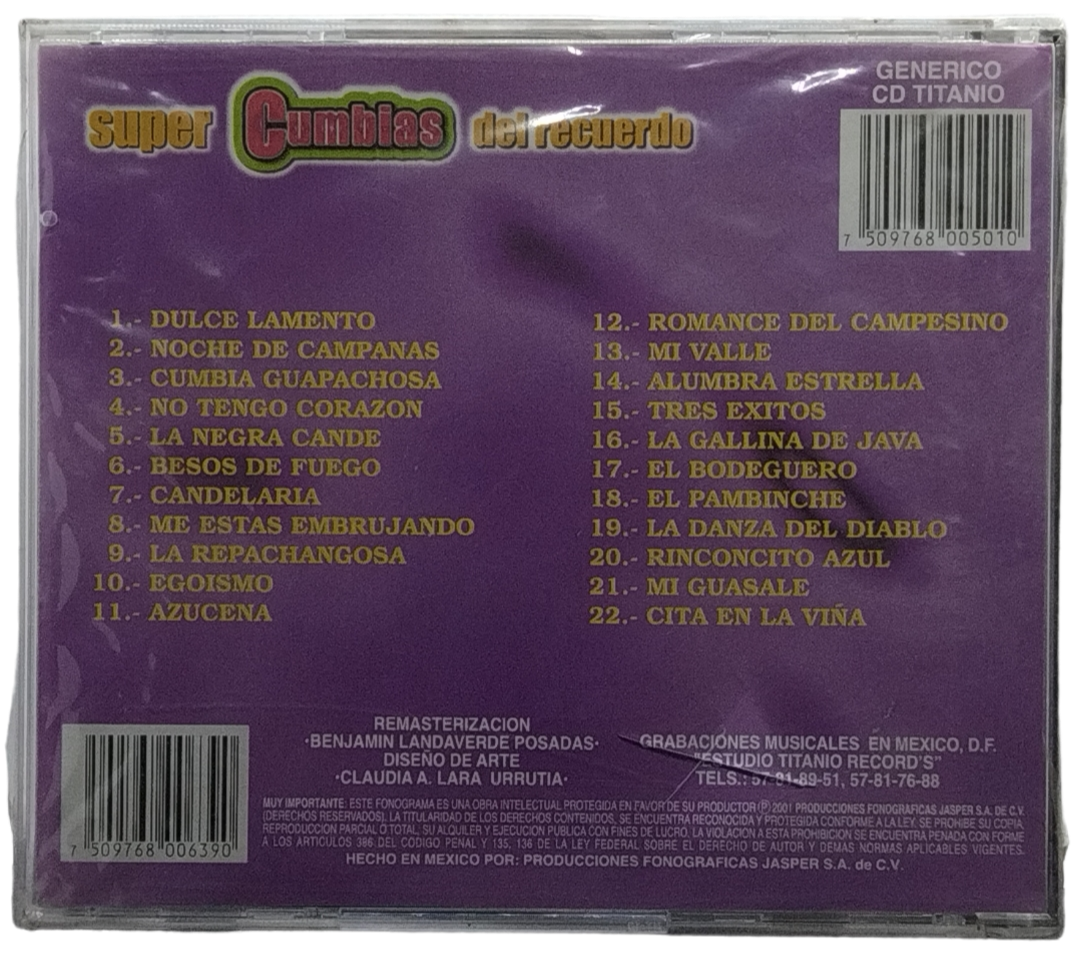 super Cumbias del recuerdo
GENERICO
CD TITANIO
7 509768 005010
1.- DULCE LAMENTO
2.- NOCHE DE CAMPANAS
3.- CUMBIA GUAPACHOSA
4.- NO TENGO CORAZON
5.- LA NEGRA CANDE
6.- BESOS DE FUEGO
7.- CANDELARIA
8.- ME ESTAS EMBRUJANDO
9.- LA REPACHANGOSA
10.- EGOISMO
11.- AZUCENA
12.- ROMANCE DEL CAMPESINO
13.- MI VALLE
14.- ALUMBRA ESTRELLA
15.- TRES EXITOS
16.- LA GALLINA DE JAVA
17.- EL BODEGUERO
18.- EL PAMBINCHE
19.- LA DANZA DEL DIABLO
20.- RINCONCITO AZUL
21.- MI GUASALE
22.- CITA EN LA VIÑA
REMASTERIZACION
·BENJAMIN LANDAVERDE POSADAS·
DISEÑO DE ARTE
·CLAUDIA A. LARA URRUTIA·
GRABACIONES MUSICALES EN MEXICO, D.F.
"ESTUDIO TITANIO RECORD'S"
TELS.: 57-81-89-51, 57-81-76-88
7 509768 006390
MUY IMPORTANTE: ESTE FONOGRAMA ES UNA OBRA INTELECTUAL PROTEGIDA EN FAVOR DE SU PRODUCTOR Ⓟ 2001 PRODUCCIONES FONOGRAFICAS JASPER S.A. DE C.V.
(DERECHOS RESERVADOS). LA TITULARIDAD DE LOS DERECHOS CONTENIDOS, SE ENCUENTRA RECONOCIDA Y PROTEGIDA CONFORME A LA LEY. SE PROHIBE SU COPIA,
REPRODUCCION PARCIAL O TOTAL, SU ALQUILER Y EJECUCION PUBLICA CON FINES DE LUCRO. LA VIOLACION A ESTA PROHIBICION SE ENCUENTRA PENADA CON FORME
A LOS ARTICULOS 386 DEL CODIGO PENAL Y 135, 136 DE LA LEY FEDERAL SOBRE EL DERECHO DE AUTOR Y DEMAS NORMAS APLICABLES VIGENTES.
HECHO EN MEXICO POR: PRODUCCIONES FONOGRAFICAS JASPER S.A. de C.V.